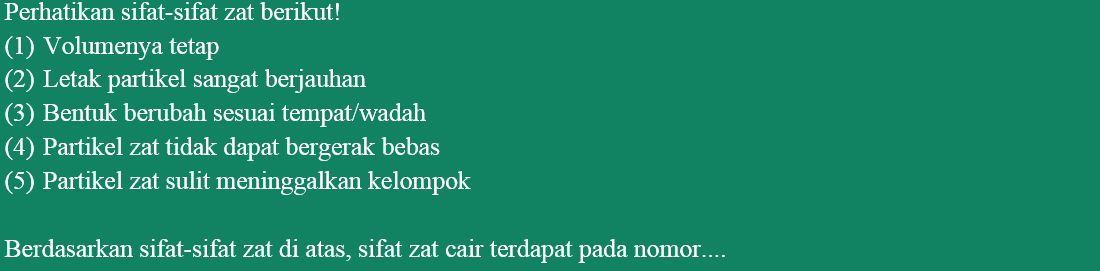 Perhatikan sifat-sifat zat berikut!
(1) Volumenya tetap
(2) Letak partikel sangat berjauhan
(3) Bentuk berubah sesuai tempat/wadah
(4) Partikel zat tidak dapat bergerak bebas
(5) Partikel zat sulit meninggalkan kelompok
Berdasarkan sifat-sifat zat di atas, sifat zat cair terdapat pada nomor....